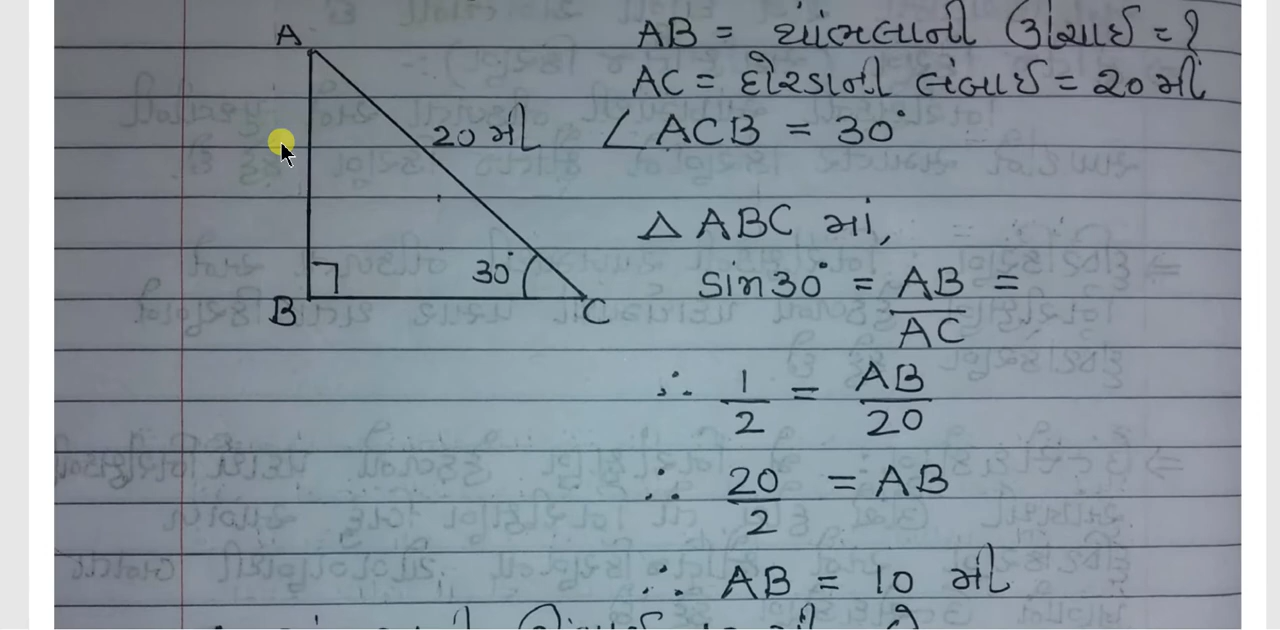 A
AB = થાંભલાની ઊંચાઈ = ?
AC = દોરડાની લંબાઈ = 20 મી
20 મી
∠ACB = 30°
△ ABC માં,
30°
sin30° = AB/AC =
B
C
∴ 1/2 = AB/20
∴ 20/2 = AB
∴ AB = 10 મી